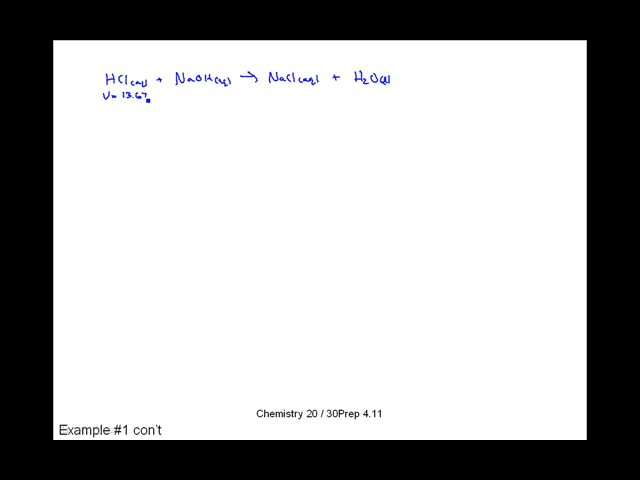 HCl(aq) + NaOH(aq) → NaCl(aq) + H₂O(l)
V= 13.67
Chemistry 20 / 30Prep 4.11
Example #1 con't